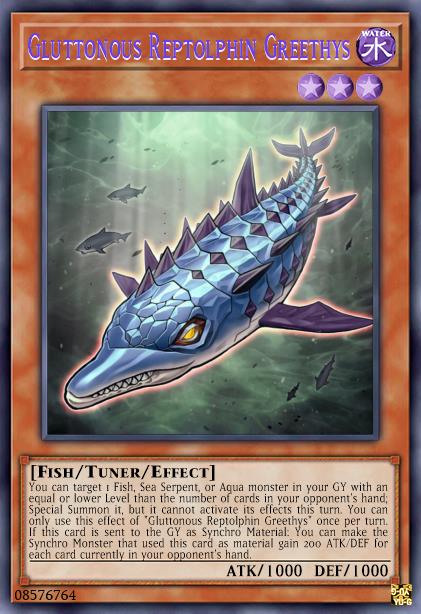 Gluttonous Reptolphin Greethys
WATER
水
[Fish/Tuner/Effect]
You can target 1 Fish, Sea Serpent, or Aqua monster in your GY with an
equal or lower Level than the number of cards in your opponent's hand;
Special Summon it, but it cannot activate its effects this turn. You can
only use this effect of "Gluttonous Reptolphin Greethys" once per turn.
If this card is sent to the GY as Synchro Material: You can make the
Synchro Monster that used this card as material gain 200 ATK/DEF for
each card currently in your opponent's hand.
ATK/1000 DEF/1000
08576764